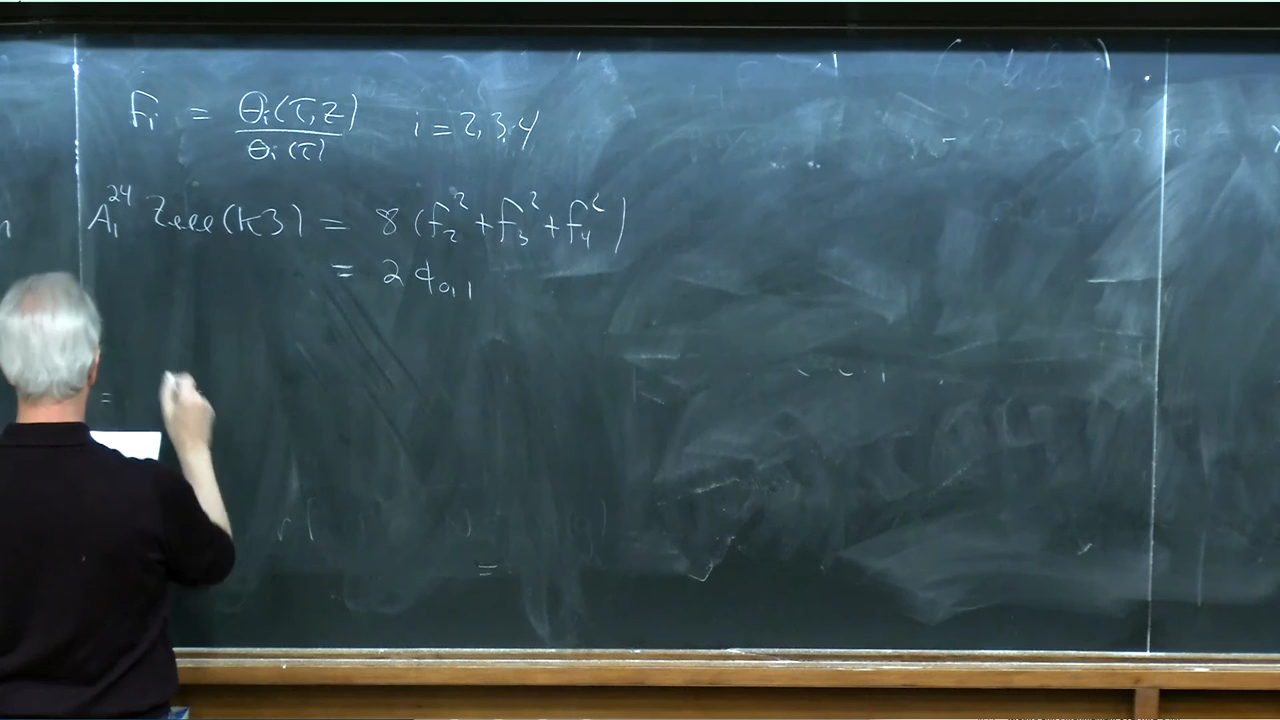 f_i = θ_i(τ,z) / θ_i(τ) i = 2,3,4
A_1^24 Z_ell(K3) = 8 (f_2^2 + f_3^2 + f_4^2)
= 2 ϕ_0,1
=